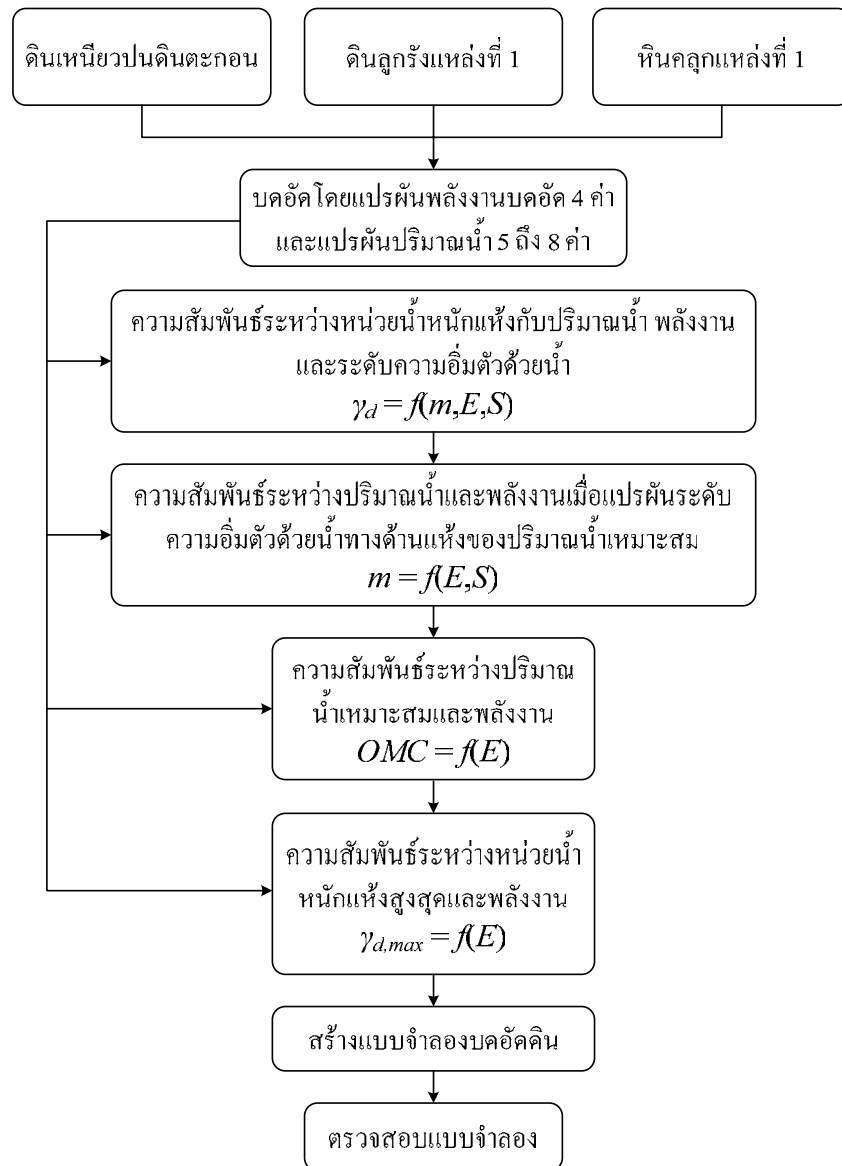 ดินเหนียวปนดินตะกอน
ดินลูกรังแหล่งที่ 1
หินคลุกแหล่งที่ 1
บดอัดโดยแปรผันพลังงานบดอัด 4 ค่า
และแปรผันปริมาณน้ำ 5 ถึง 8 ค่า
ความสัมพันธ์ระหว่างหน่วยน้ำหนักแห้งกับปริมาณน้ำ พลังงาน
และระดับความอิ่มตัวด้วยน้ำ
γd = f(m,E,S)
ความสัมพันธ์ระหว่างปริมาณน้ำและพลังงานเมื่อแปรผันระดับ
ความอิ่มตัวด้วยน้ำทางด้านแห้งของปริมาณน้ำเหมาะสม
m = f(E,S)
ความสัมพันธ์ระหว่างปริมาณ
น้ำเหมาะสมและพลังงาน
OMC = f(E)
ความสัมพันธ์ระหว่างหน่วยน้ำ
หนักแห้งสูงสุดและพลังงาน
γd,max = f(E)
สร้างแบบจำลองบดอัดดิน
ตรวจสอบแบบจำลอง